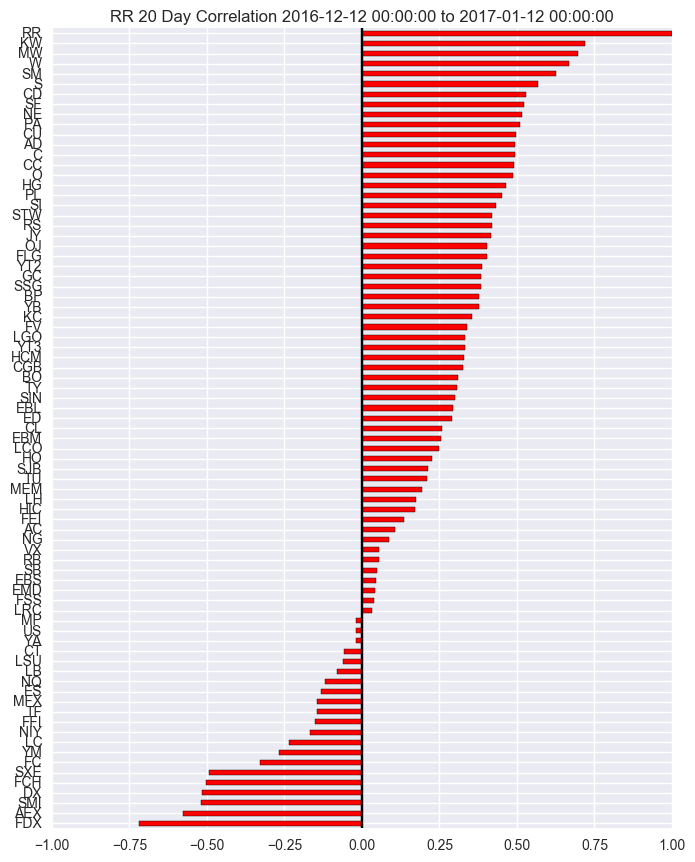 RR 20 Day Correlation 2016-12-12 00:00:00 to 2017-01-12 00:00:00
RR
KW
MW
W
SM
S
CD
SF
NE
PA
CU
AD
C
CC
O
HG
PL
SI
STW
RS
JY
OJ
FLG
YT2
GC
SSG
BP
YB
KC
FV
LGO
YT3
HCM
CGB
BO
TY
SIN
EBL
ED
CL
EBM
LCO
HO
SJB
TU
MEM
LH
HIC
AC
NG
VX
RB
SB
EBS
EMD
FSS
LRC
MP
US
YA
CT
LSU
LB
NQ
ES
MFX
TF
NIY
LC
YM
FC
SXE
FCH
DX
SMI
AEX
FDX
−1.00 −0.75 −0.50 −0.25 0.00 0.25 0.50 0.75 1.00